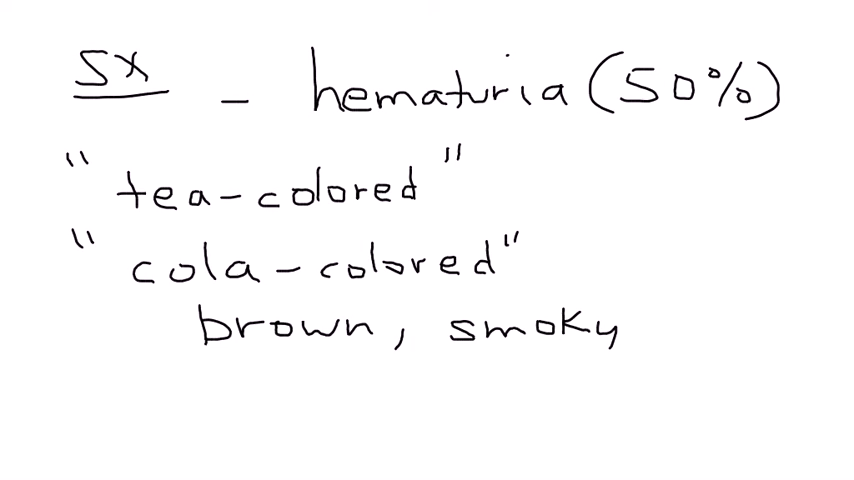 Sx - hematuria (50%)
"tea-colored"
"cola-colored"
brown, smoky